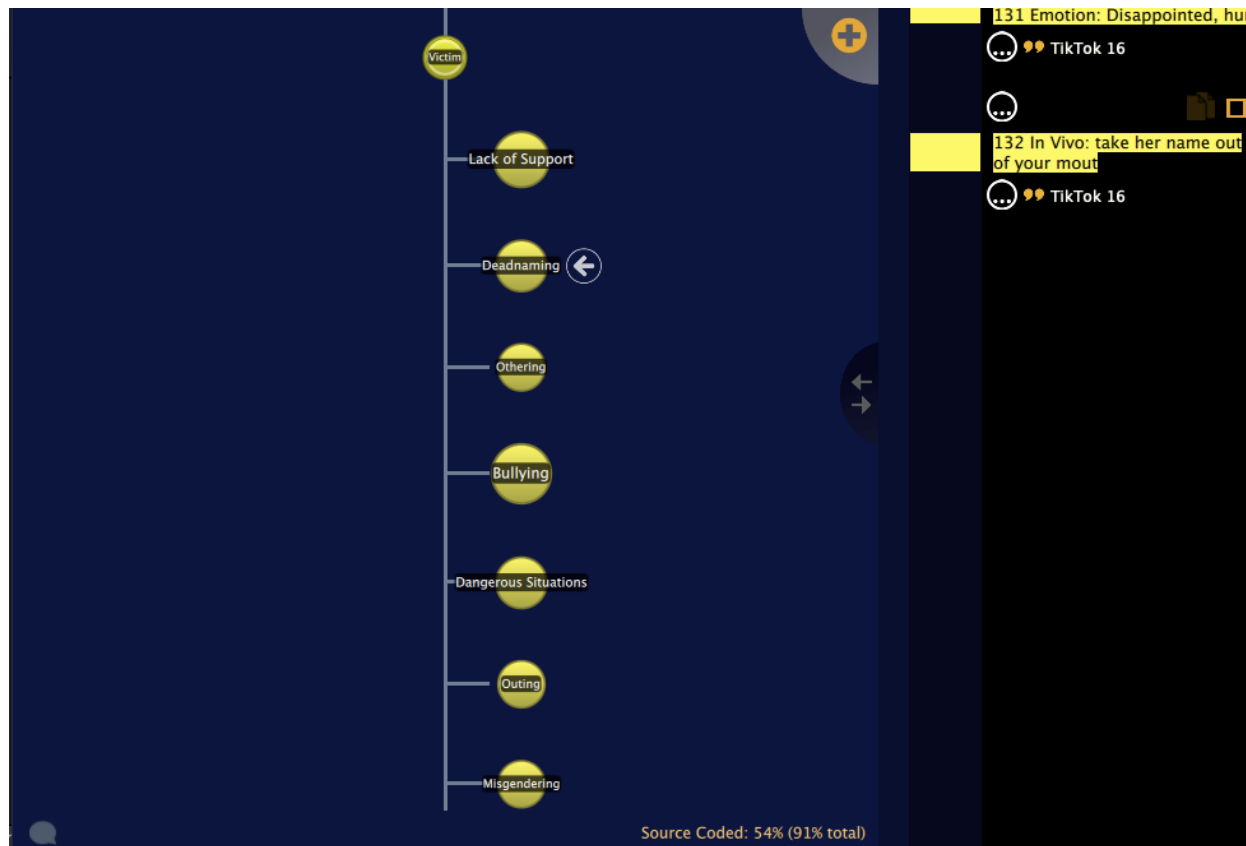 Victim
Lack of Support
Deadnaming
Othering
Bullying
Dangerous Situations
Outing
Misgendering
Source Coded: 54% (91% total)
131 Emotion: Disappointed, hu
TikTok 16
132 In Vivo: take her name out
of your mout
TikTok 16